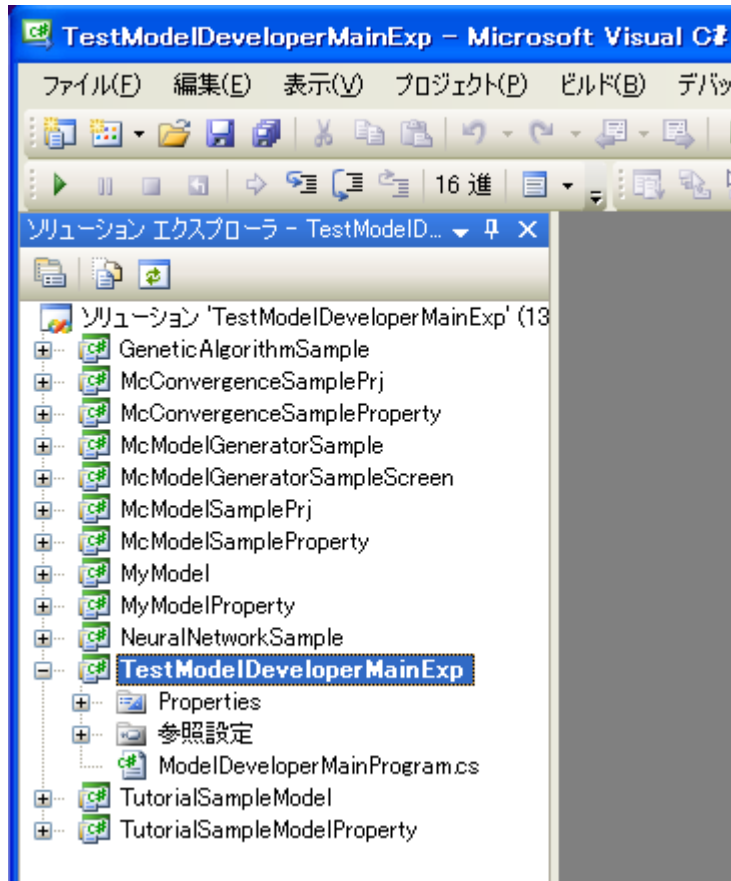 TestModelDeveloperMainExp - Microsoft Visual C#
ファイル(F) 編集(E) 表示(V) プロジェクト(P) ビルド(B) デバッ
16 進
ソリューション エクスプローラ - TestModelD...
ソリューション 'TestModelDeveloperMainExp' (13
GeneticAlgorithmSample
McConvergenceSamplePrj
McConvergenceSampleProperty
McModelGeneratorSample
McModelGeneratorSampleScreen
McModelSamplePrj
McModelSampleProperty
MyModel
MyModelProperty
NeuralNetworkSample
TestModelDeveloperMainExp
Properties
参照設定
ModelDeveloperMainProgram.cs
TutorialSampleModel
TutorialSampleModelProperty